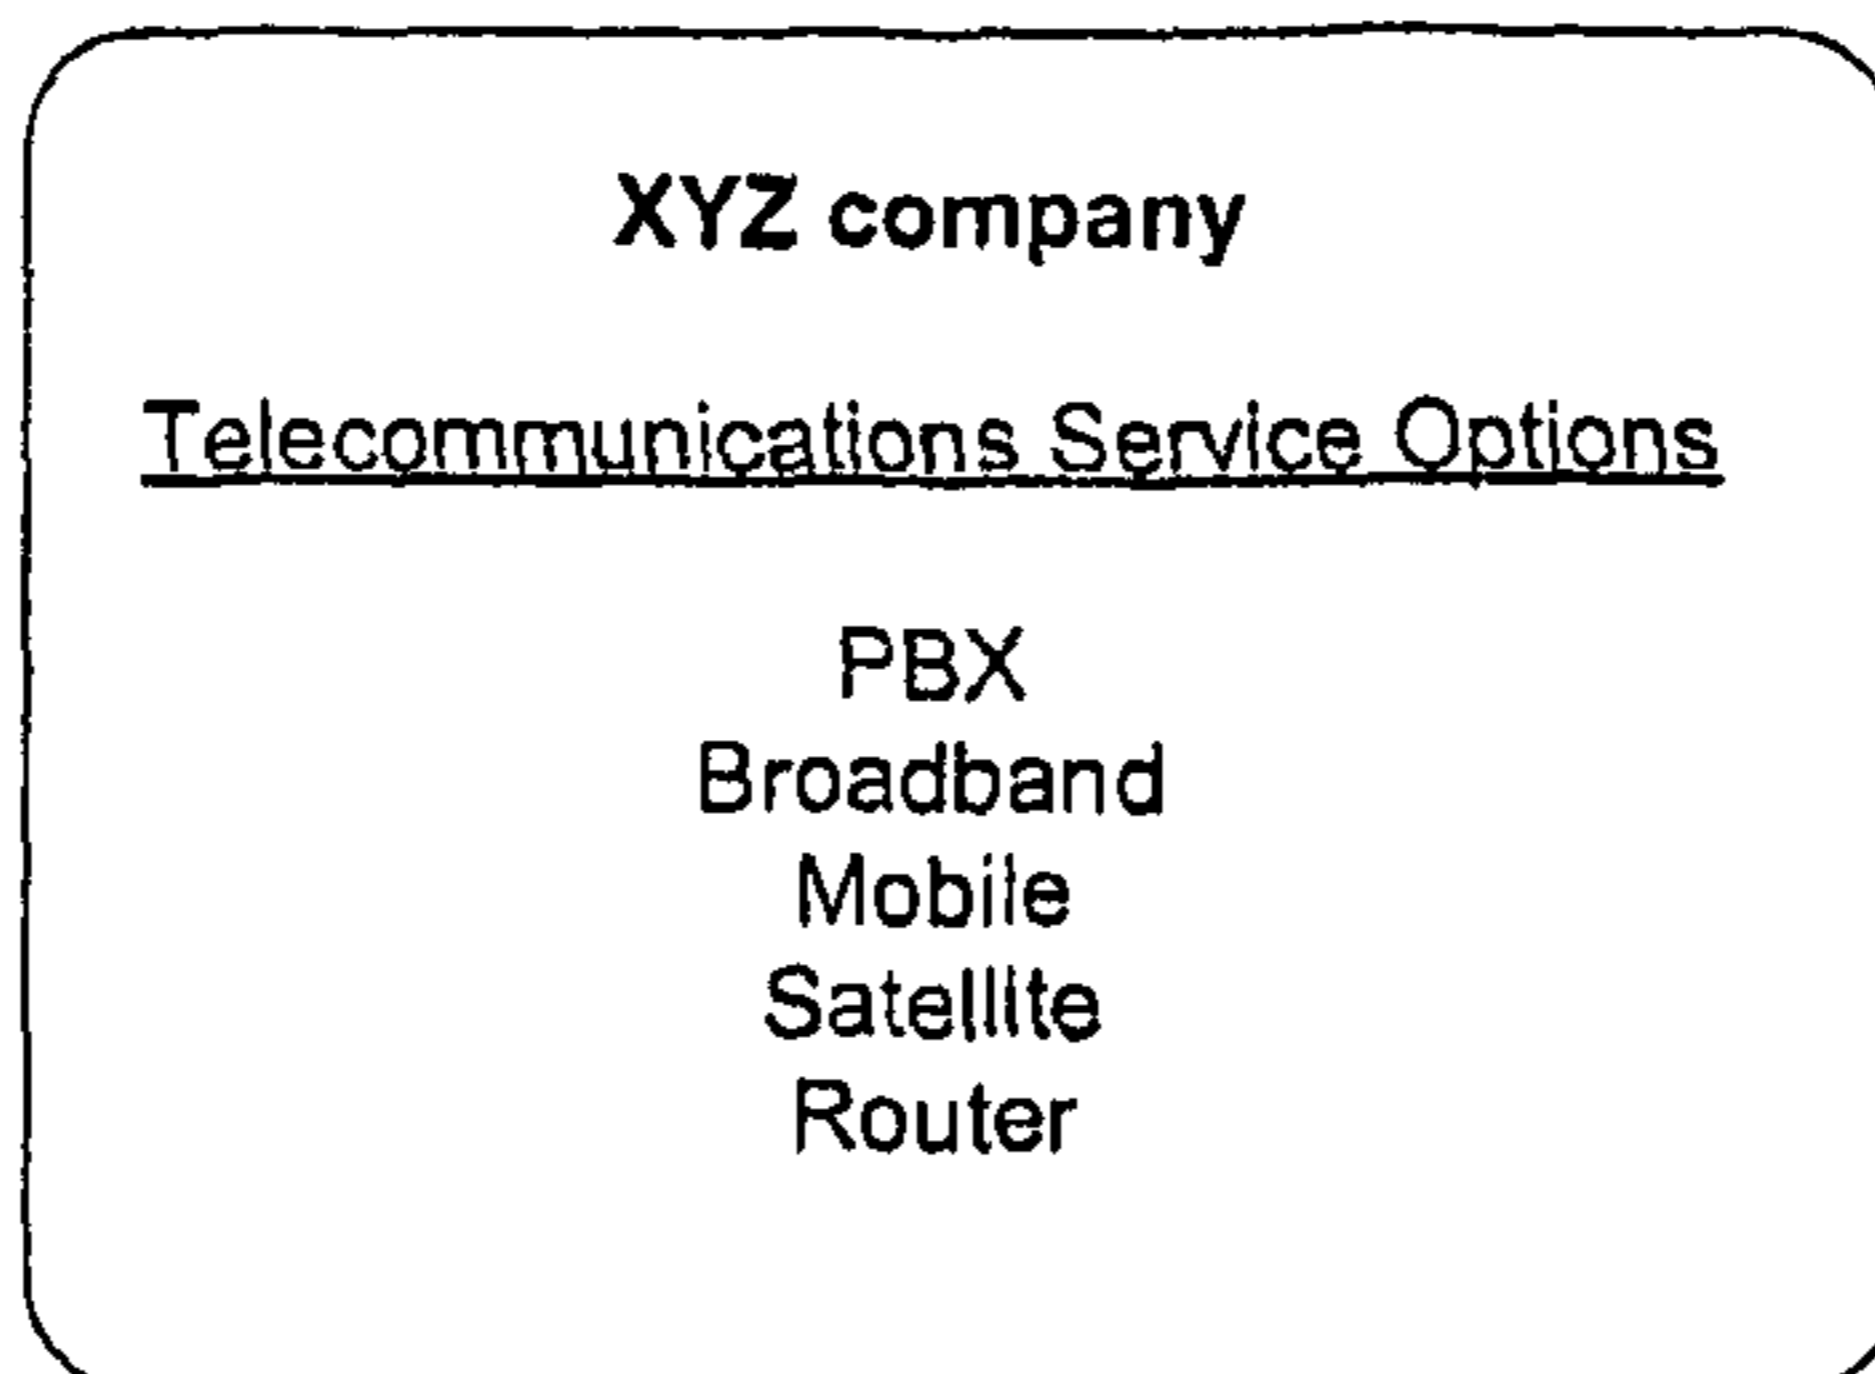 XYZ company
Telecommunications Service Options
PBX
Broadband
Mobile
Satellite
Router